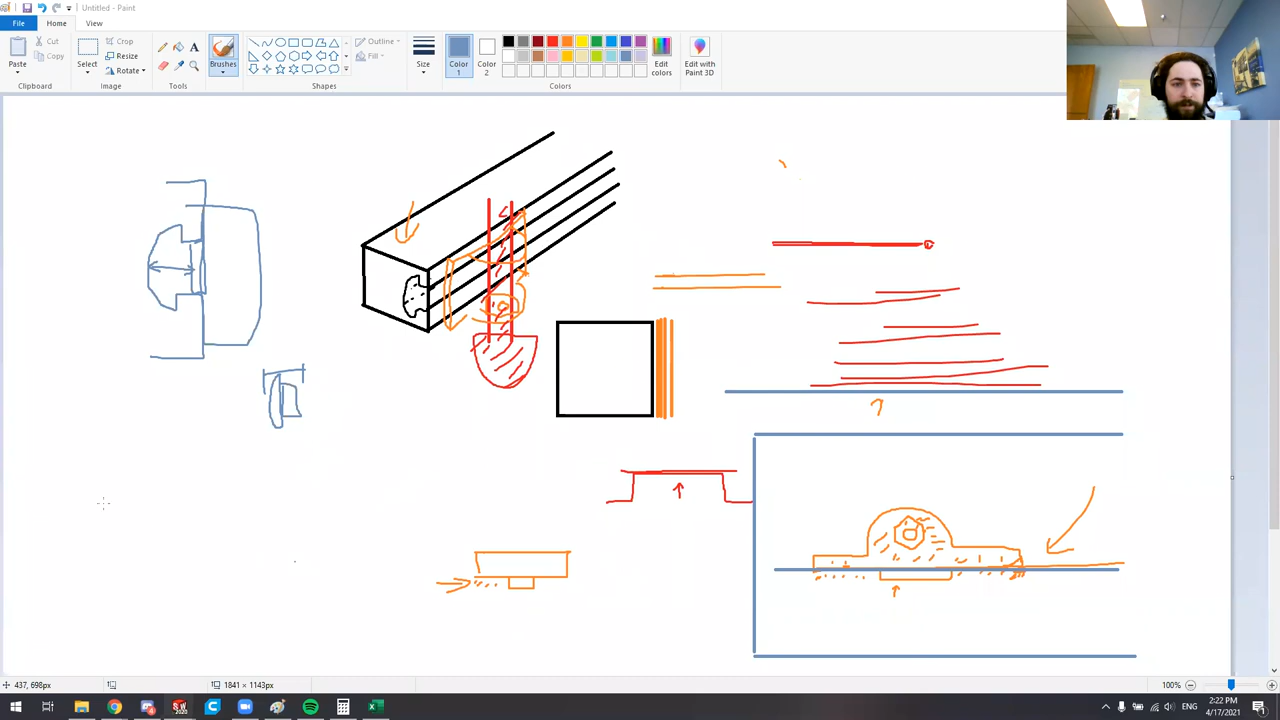 Untitled - Paint
File
Home
View
Paste
Cut
Copy
Clipboard
Select
Crop
Resize
Rotate
Image
A
Tools
Brushes
Outline
Fill
Shapes
Size
Color 1
Color 2
Edit colors
Colors
Edit with Paint 3D
437, 698px
1841 × 1143px
100%
ENG
2:22 PM
4/17/2021